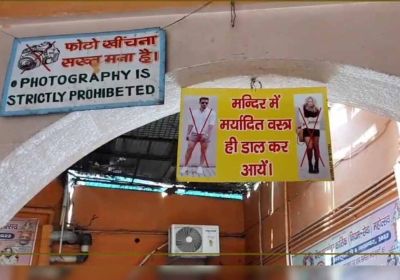 फोटो खींचना
सख्त मना है।
PHOTOGRAPHY IS
STRICTLY PROHIBITED
मन्दिर में
मर्यादित वस्त्र
ही डाल कर
आयें।